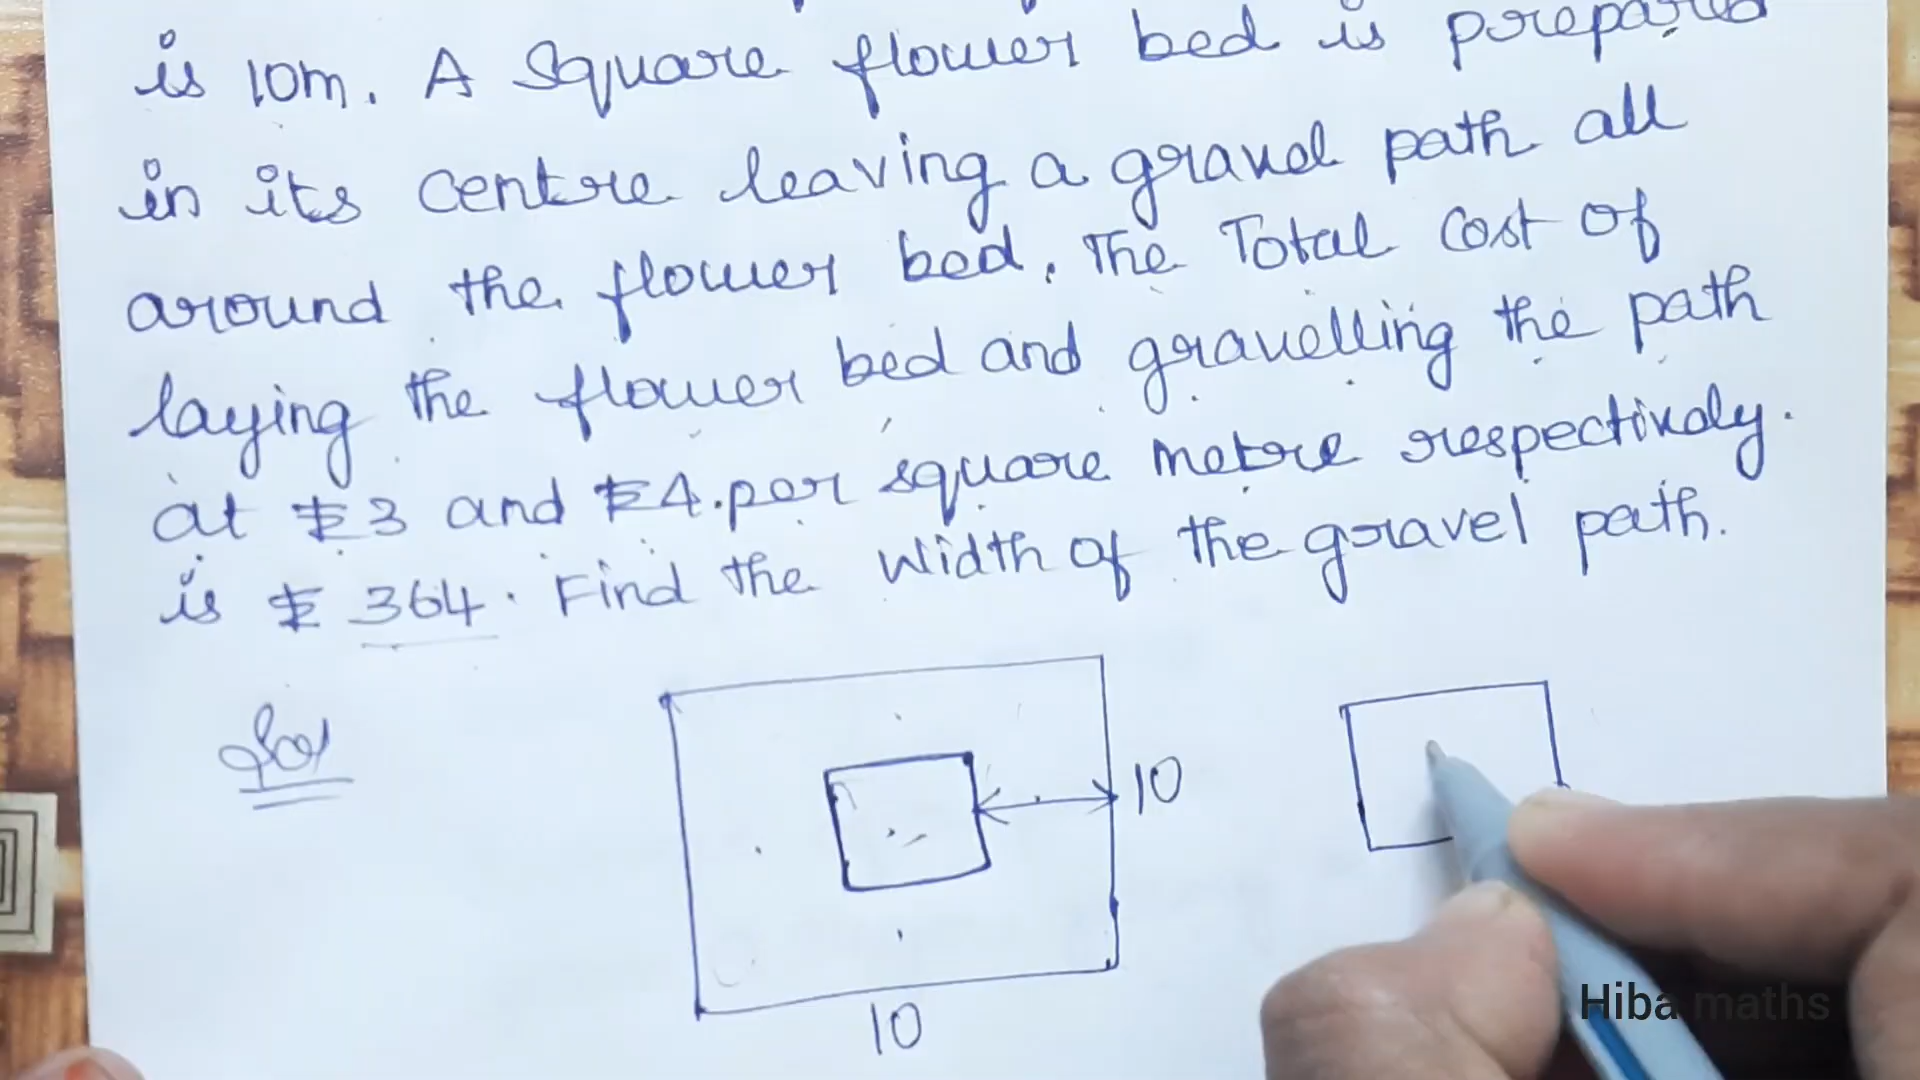 is 10m. A Square flower bed is prepared
in its centre leaving a gravel path all
around the flower bed. The Total cost of
laying the flower bed and gravelling the path
at ₹3 and ₹4.per square metre respectively.
is ₹ 364. Find the width of the gravel path.
Sol
10
10
Hiba maths